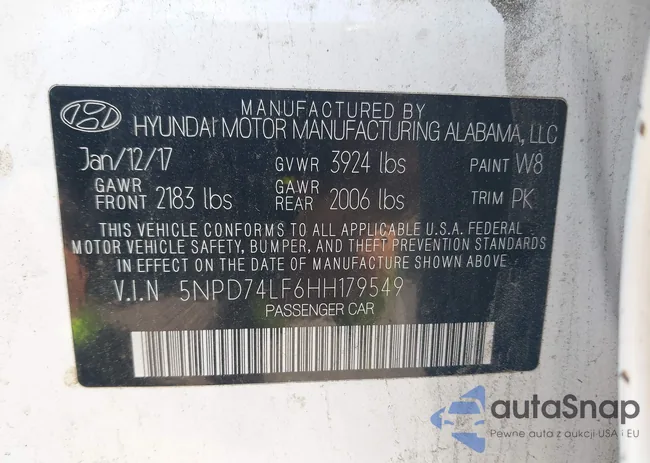 MANUFACTURED BY
HYUNDAI MOTOR MANUFACTURING ALABAMA, LLC
Jan/12/17 GVWR 3924 lbs PAINT W8
GAWR FRONT 2183 lbs GAWR REAR 2006 lbs TRIM PK
THIS VEHICLE CONFORMS TO ALL APPLICABLE U.S.A. FEDERAL
MOTOR VEHICLE SAFETY, BUMPER, AND THEFT PREVENTION STANDARDS
IN EFFECT ON THE DATE OF MANUFACTURE SHOWN ABOVE.
V.I.N 5NPD74LF6HH179549
PASSENGER CAR
autaSnap
Pewne auta z aukcji USA i EU